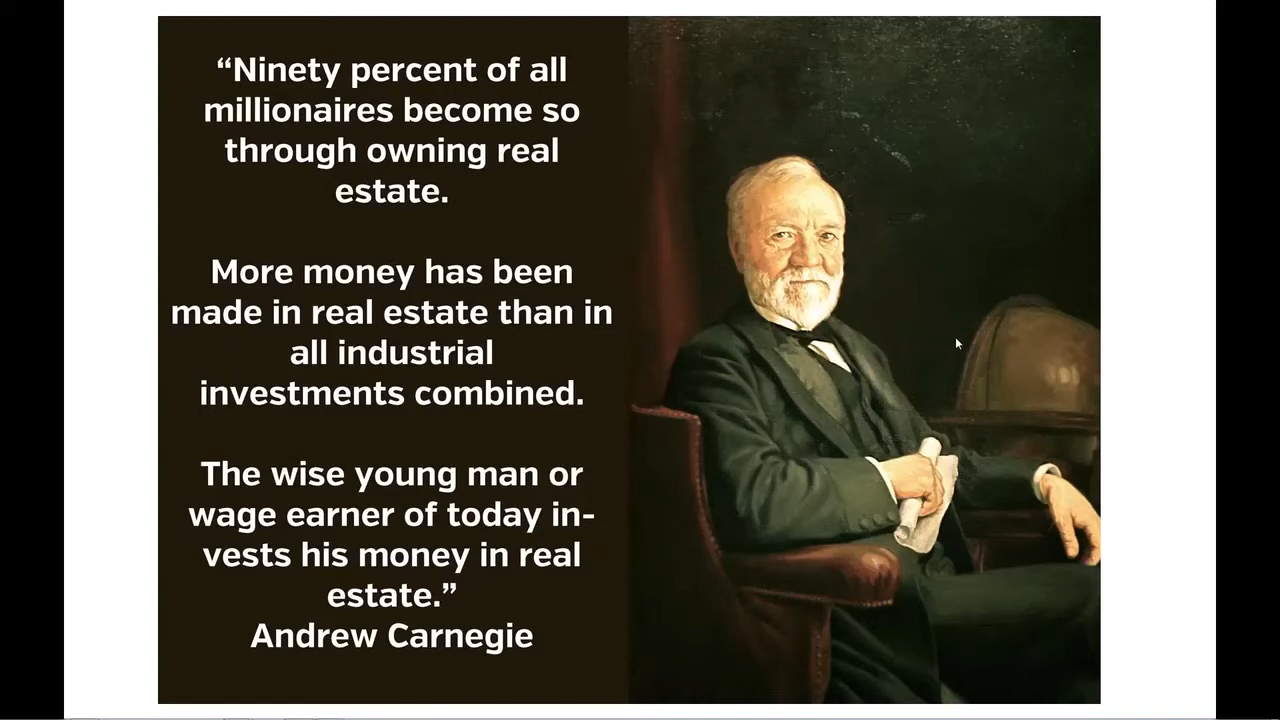 “Ninety percent of all
millionaires become so
through owning real
estate.
More money has been
made in real estate than in
all industrial
investments combined.
The wise young man or
wage earner of today in-
vests his money in real
estate.”
Andrew Carnegie